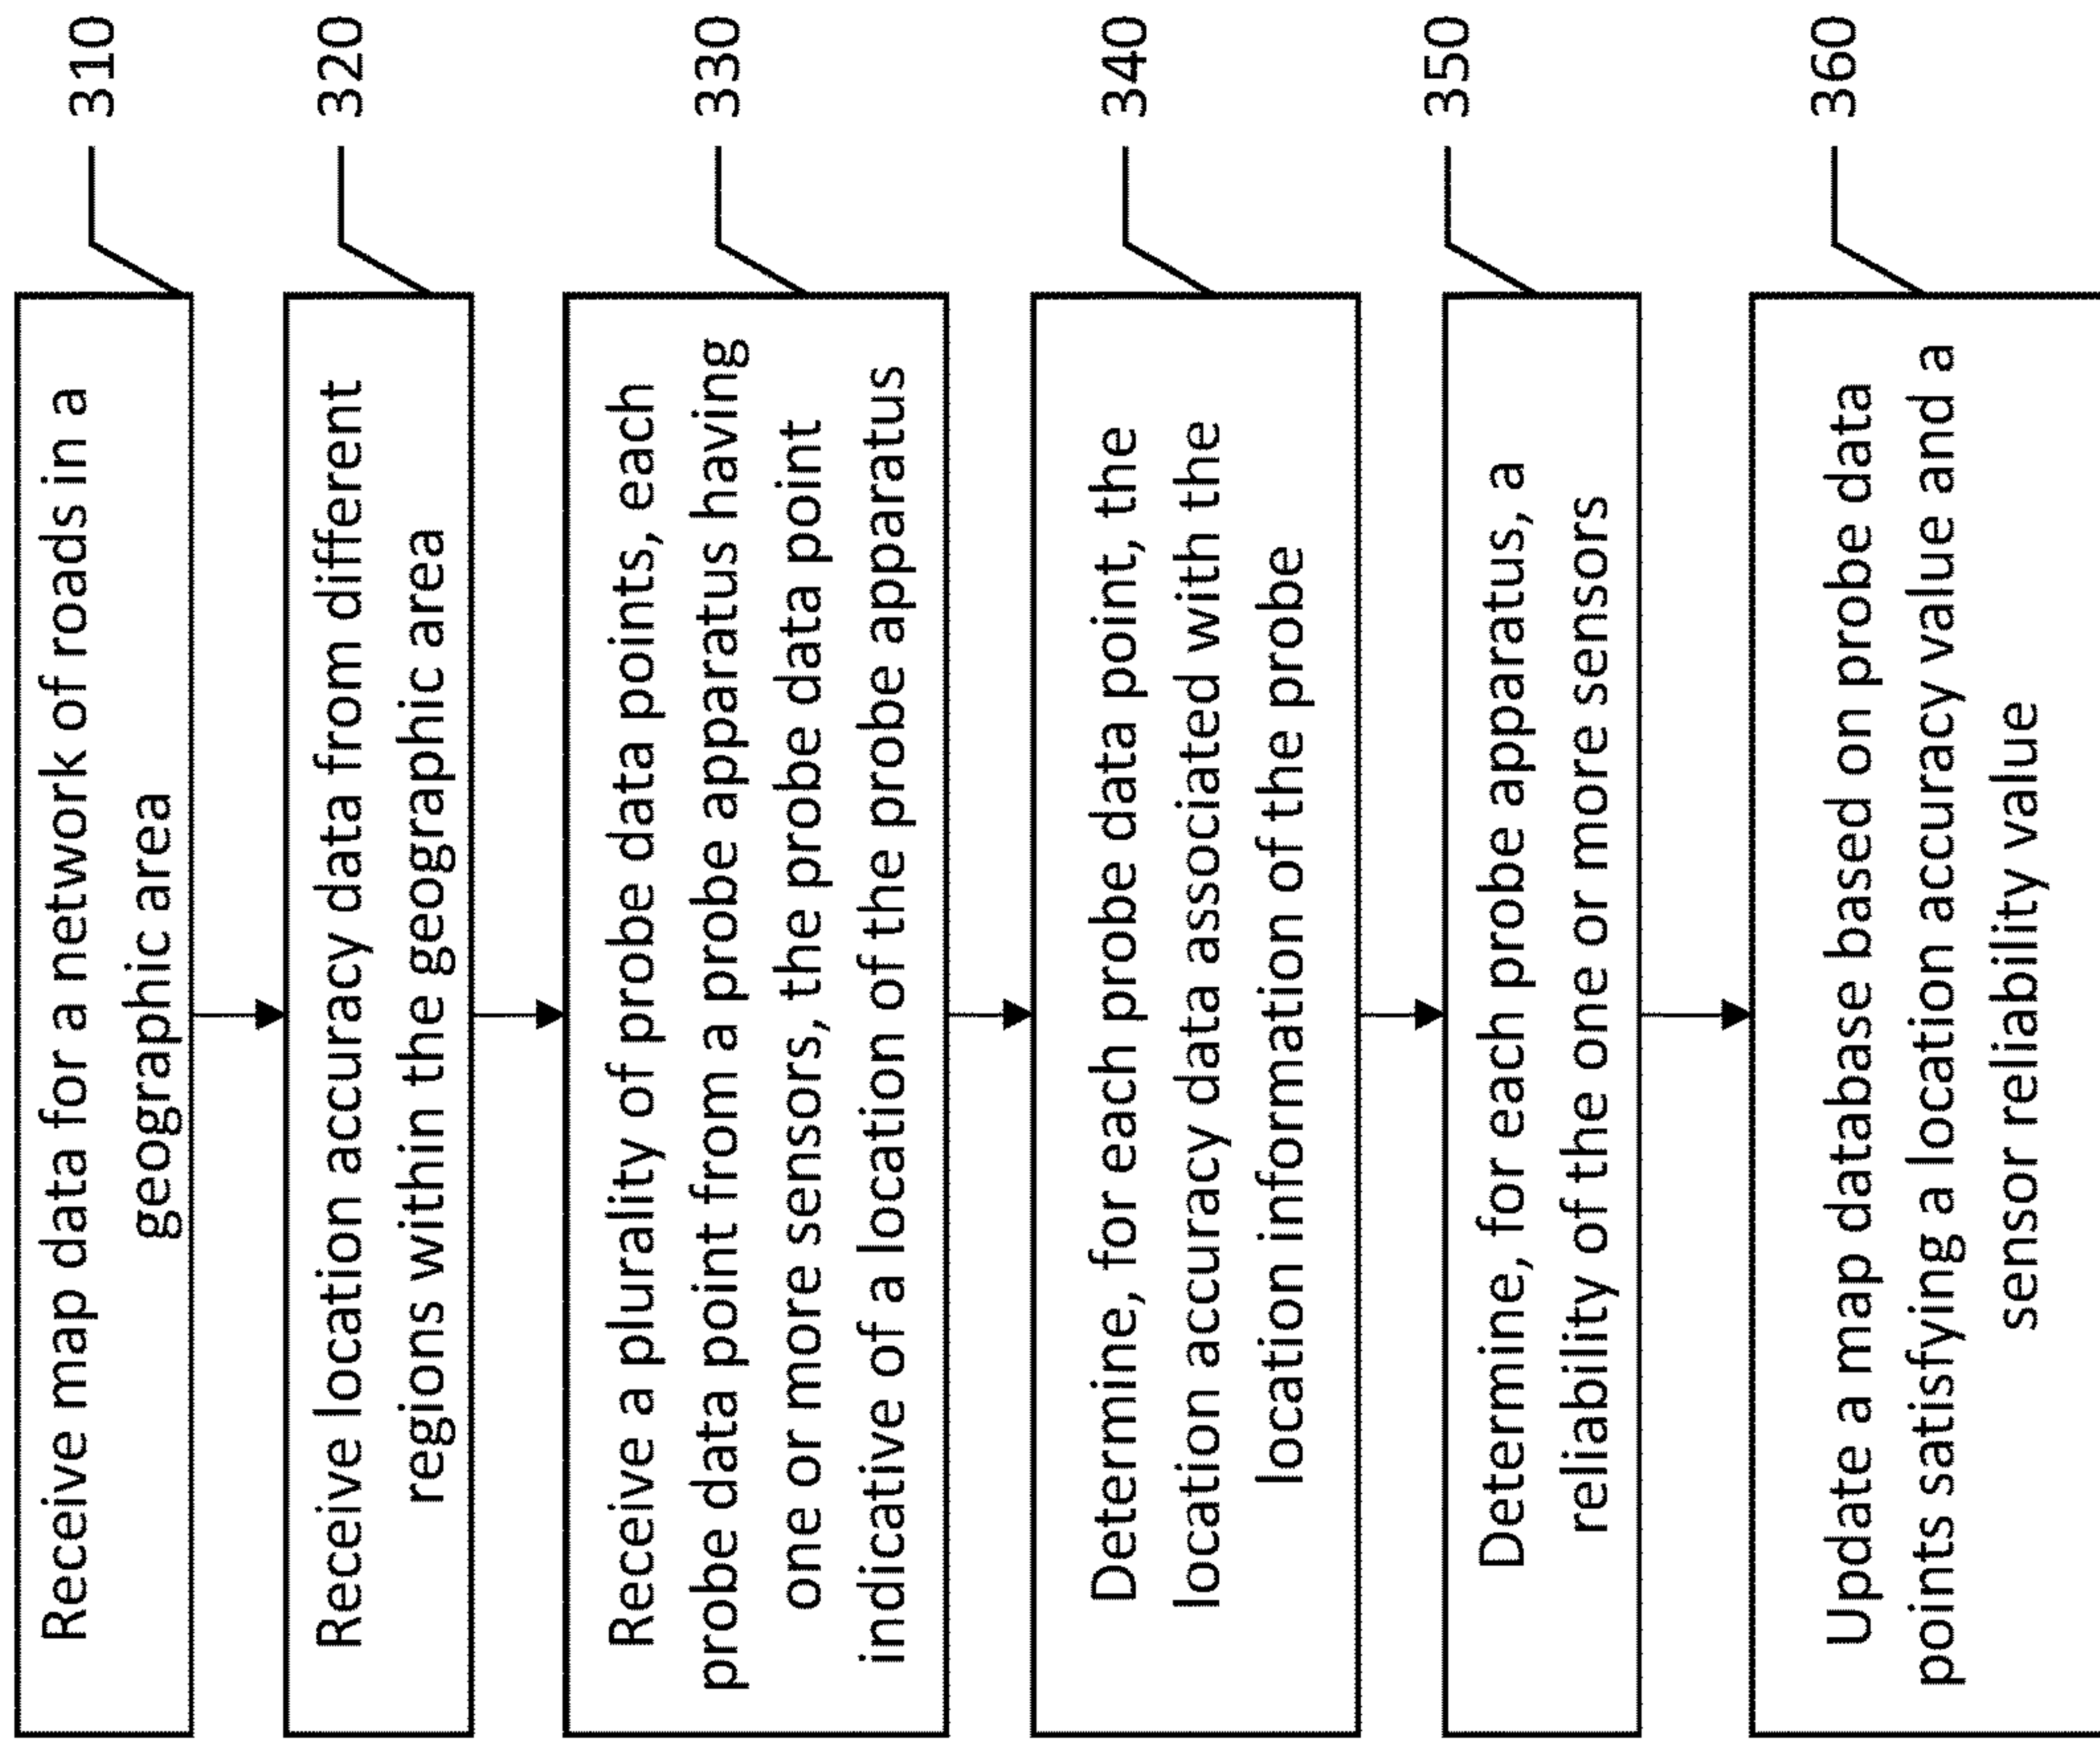 Receive map data for a network of roads in a
geographic area
310
Receive location accuracy data from different
regions within the geographic area
320
Receive a plurality of probe data points, each
probe data point from a probe apparatus having
one or more sensors, the probe data point
indicative of a location of the probe apparatus
330
Determine, for each probe data point, the
location accuracy data associated with the
location information of the probe
340
Determine, for each probe apparatus, a
reliability of the one or more sensors
350
Update a map database based on probe data
points satisfying a location accuracy value and a
sensor reliability value
360